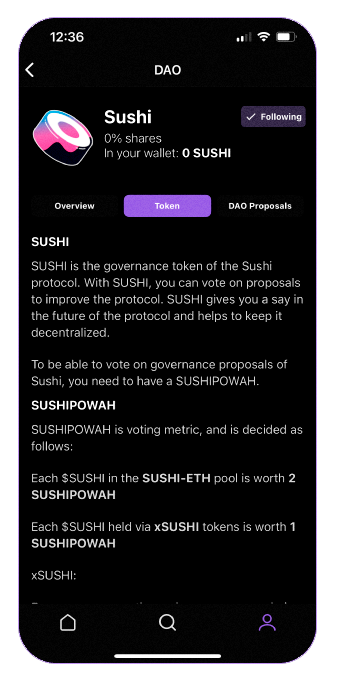 12:36
DAO
Sushi
Following
0% shares
In your wallet: 0 SUSHI
Overview
Token
DAO Proposals
SUSHI
SUSHI is the governance token of the Sushi
protocol. With SUSHI, you can vote on proposals
to improve the protocol. SUSHI gives you a say in
the future of the protocol and helps to keep it
decentralized.
To be able to vote on governance proposals of
Sushi, you need to have a SUSHIPOWAH.
SUSHIPOWAH
SUSHIPOWAH is voting metric, and is decided as
follows:
Each $SUSHI in the SUSHI-ETH pool is worth 2
SUSHIPOWAH
Each $SUSHI held via xSUSHI tokens is worth 1
SUSHIPOWAH
xSUSHI: